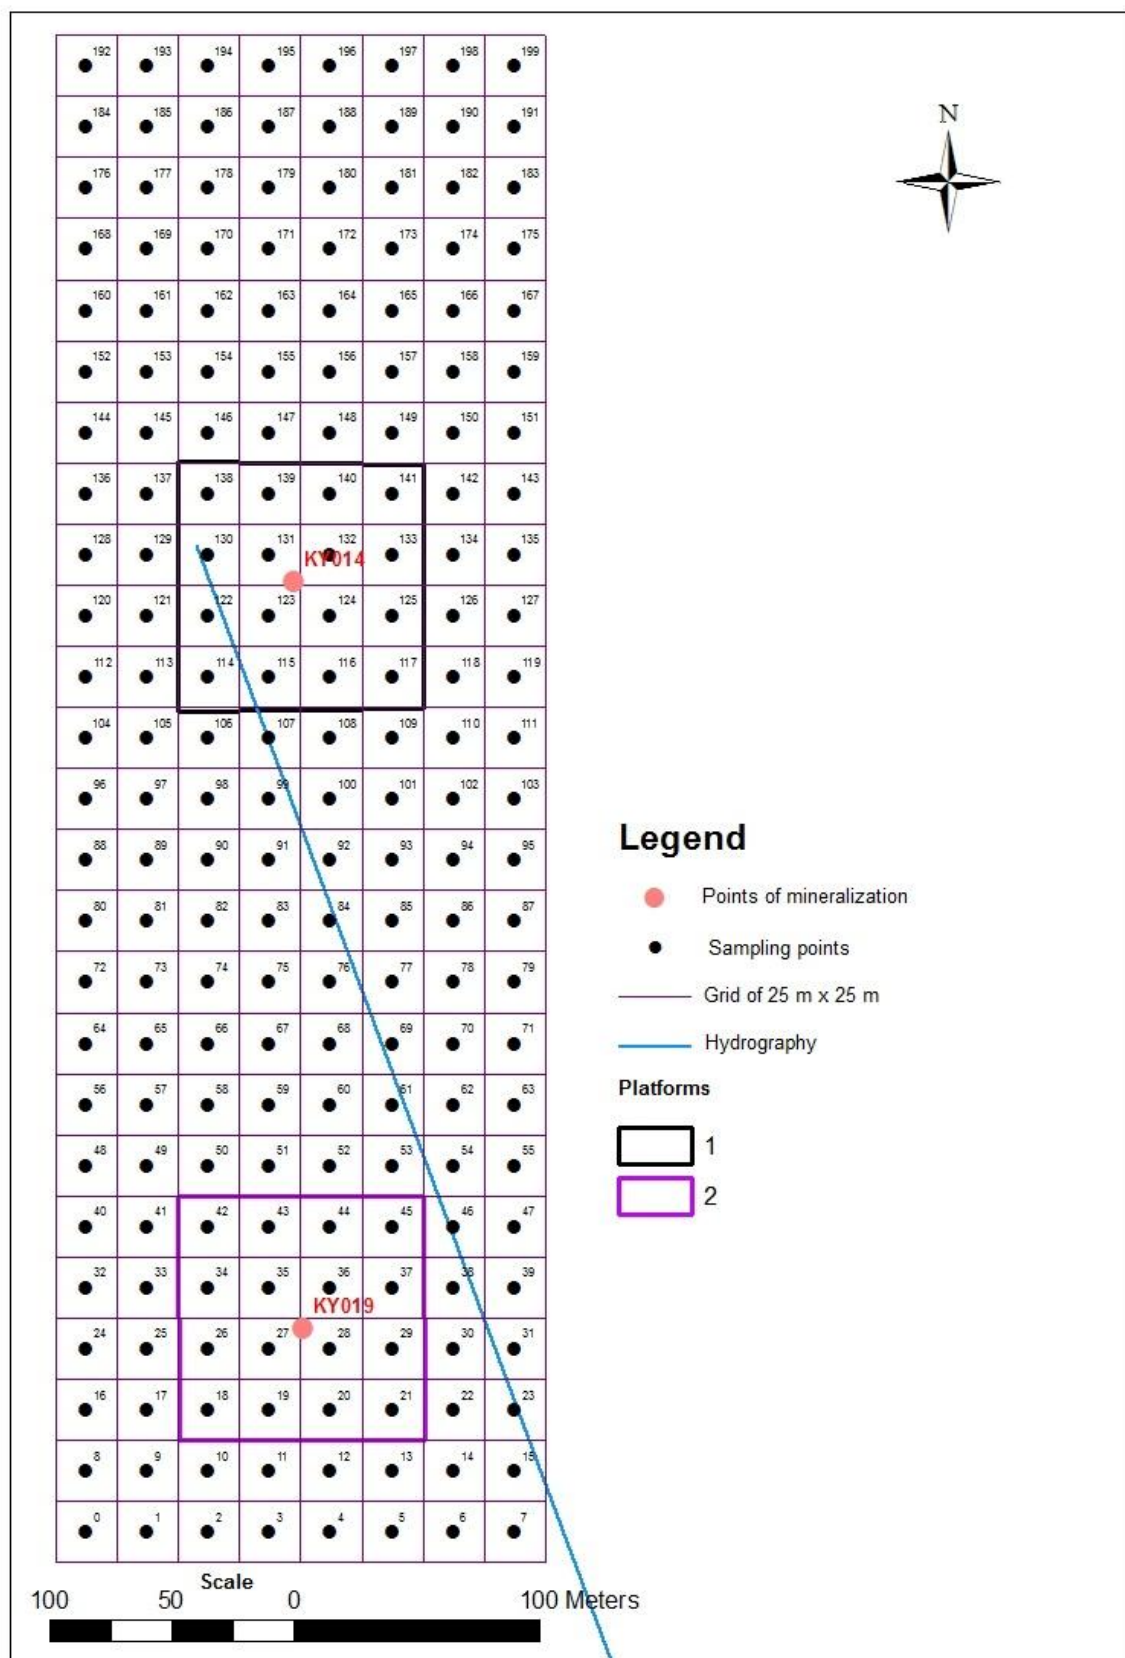 192 193 194 195 196 197 198 199
184 185 186 187 188 189 190 191
N
176 177 178 179 180 181 182 183
168 169 170 171 172 173 174 175
160 161 162 163 164 165 166 167
152 153 154 155 156 157 158 159
144 145 146 147 148 149 150 151
136 137 138 139 140 141 142 143
128 129 130 131 132 133 134 135
KY014
120 121 122 123 124 125 126 127
112 113 114 115 116 117 118 119
104 105 106 107 108 109 110 111
96 97 98 99 100 101 102 103
88 89 90 91 92 93 94 95
80 81 82 83 84 85 86 87
72 73 74 75 76 77 78 79
64 65 66 67 68 69 70 71
56 57 58 59 60 61 62 63
48 49 50 51 52 53 54 55
40 41 42 43 44 45 46 47
32 33 34 35 36 37 38 39
KY019
24 25 26 27 28 29 30 31
16 17 18 19 20 21 22 23
8 9 10 11 12 13 14 15
0 1 2 3 4 5 6 7
Legend
Points of mineralization
Sampling points
Grid of 25 m x 25 m
Hydrography
Platforms
1
2
Scale
100 50 0 100 Meters